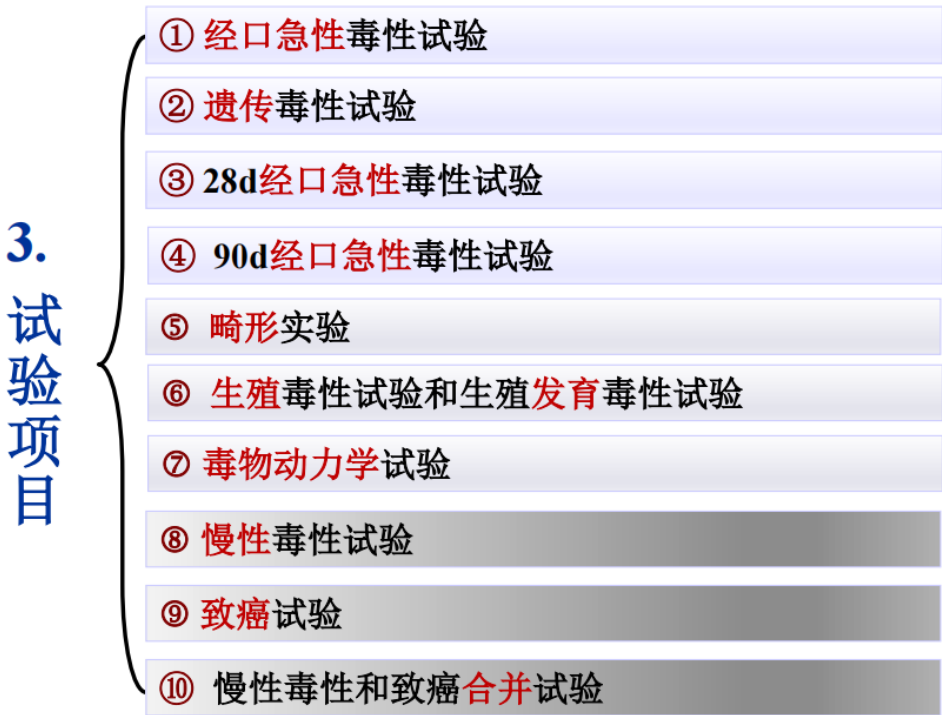 3.
试验项目
① 经口急性毒性试验
② 遗传毒性试验
③ 28d经口急性毒性试验
④ 90d经口急性毒性试验
⑤ 畸形实验
⑥ 生殖毒性试验和生殖发育毒性试验
⑦ 毒物动力学试验
⑧ 慢性毒性试验
⑨ 致癌试验
⑩ 慢性毒性和致癌合并试验